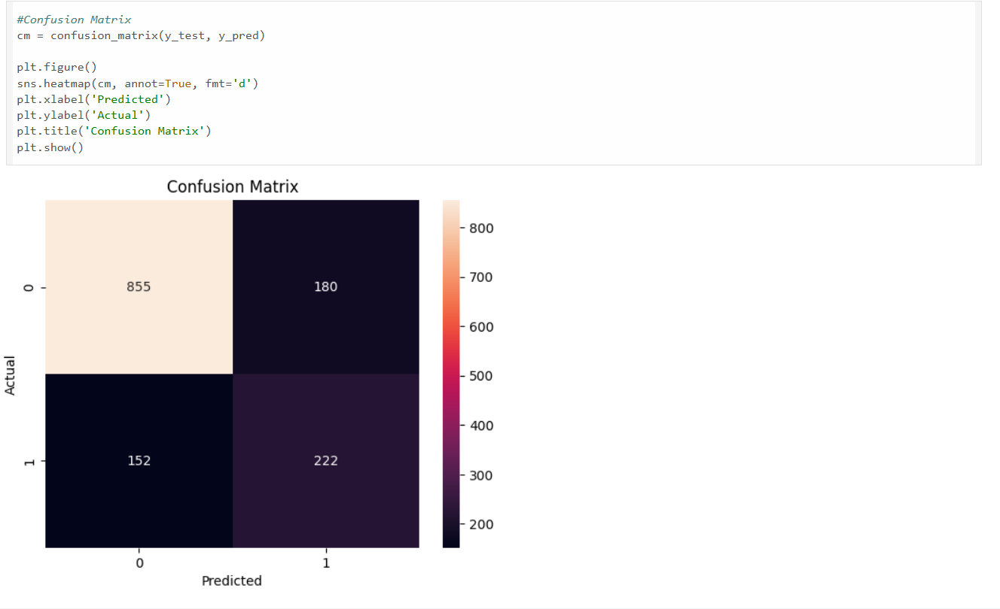 #Confusion Matrix
cm = confusion_matrix(y_test, y_pred)
plt.figure()
sns.heatmap(cm, annot=True, fmt='d')
plt.xlabel('Predicted')
plt.ylabel('Actual')
plt.title('Confusion Matrix')
plt.show()
Confusion Matrix
855
180
152
222
0
1
Actual
0
1
Predicted
800
700
600
500
400
300
200